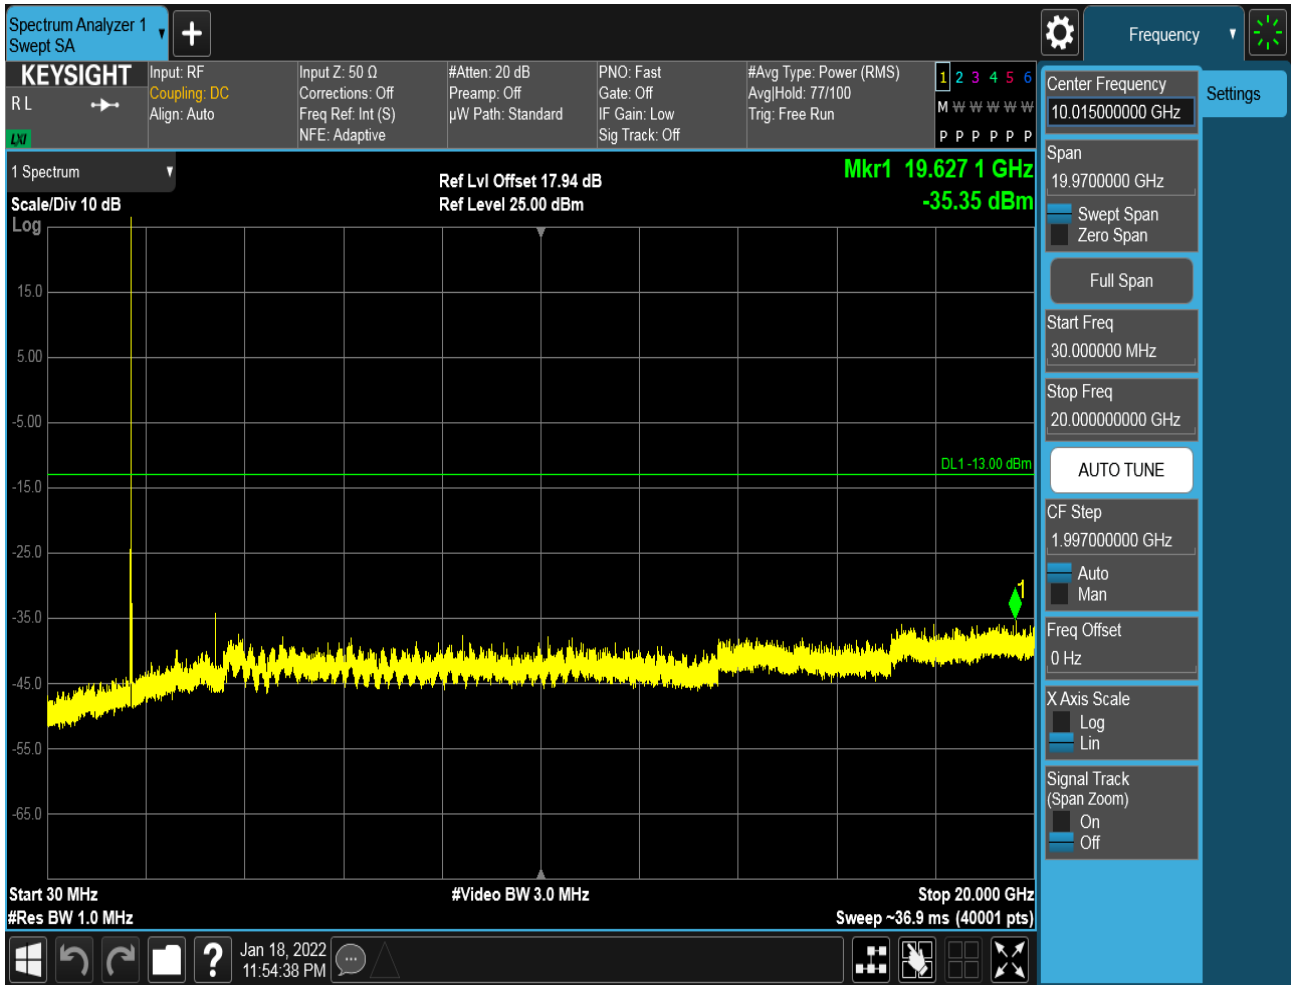 Spectrum Analyzer 1
Swept SA
Frequency
KEYSIGHT
R L
LXI
Input: RF
Coupling: DC
Align: Auto
Input Z: 50 Ω
Corrections: Off
Freq Ref: Int (S)
NFE: Adaptive
#Atten: 20 dB
Preamp: Off
µW Path: Standard
PNO: Fast
Gate: Off
IF Gain: Low
Sig Track: Off
#Avg Type: Power (RMS)
Avg|Hold: 77/100
Trig: Free Run
1 2 3 4 5 6
M W W W W W
P P P P P P
1 Spectrum
Scale/Div 10 dB
Log
Ref Lvl Offset 17.94 dB
Ref Level 25.00 dBm
Mkr1 19.627 1 GHz
-35.35 dBm
15.0
5.00
-5.00
-15.0
-25.0
-35.0
-45.0
-55.0
-65.0
DL1 -13.00 dBm
1
Start 30 MHz
#Res BW 1.0 MHz
#Video BW 3.0 MHz
Stop 20.000 GHz
Sweep ~36.9 ms (40001 pts)
Center Frequency
10.015000000 GHz
Settings
Span
19.9700000 GHz
Swept Span
Zero Span
Full Span
Start Freq
30.000000 MHz
Stop Freq
20.000000000 GHz
AUTO TUNE
CF Step
1.997000000 GHz
Auto
Man
Freq Offset
0 Hz
X Axis Scale
Log
Lin
Signal Track
(Span Zoom)
On
Off
?
Jan 18, 2022
11:54:38 PM